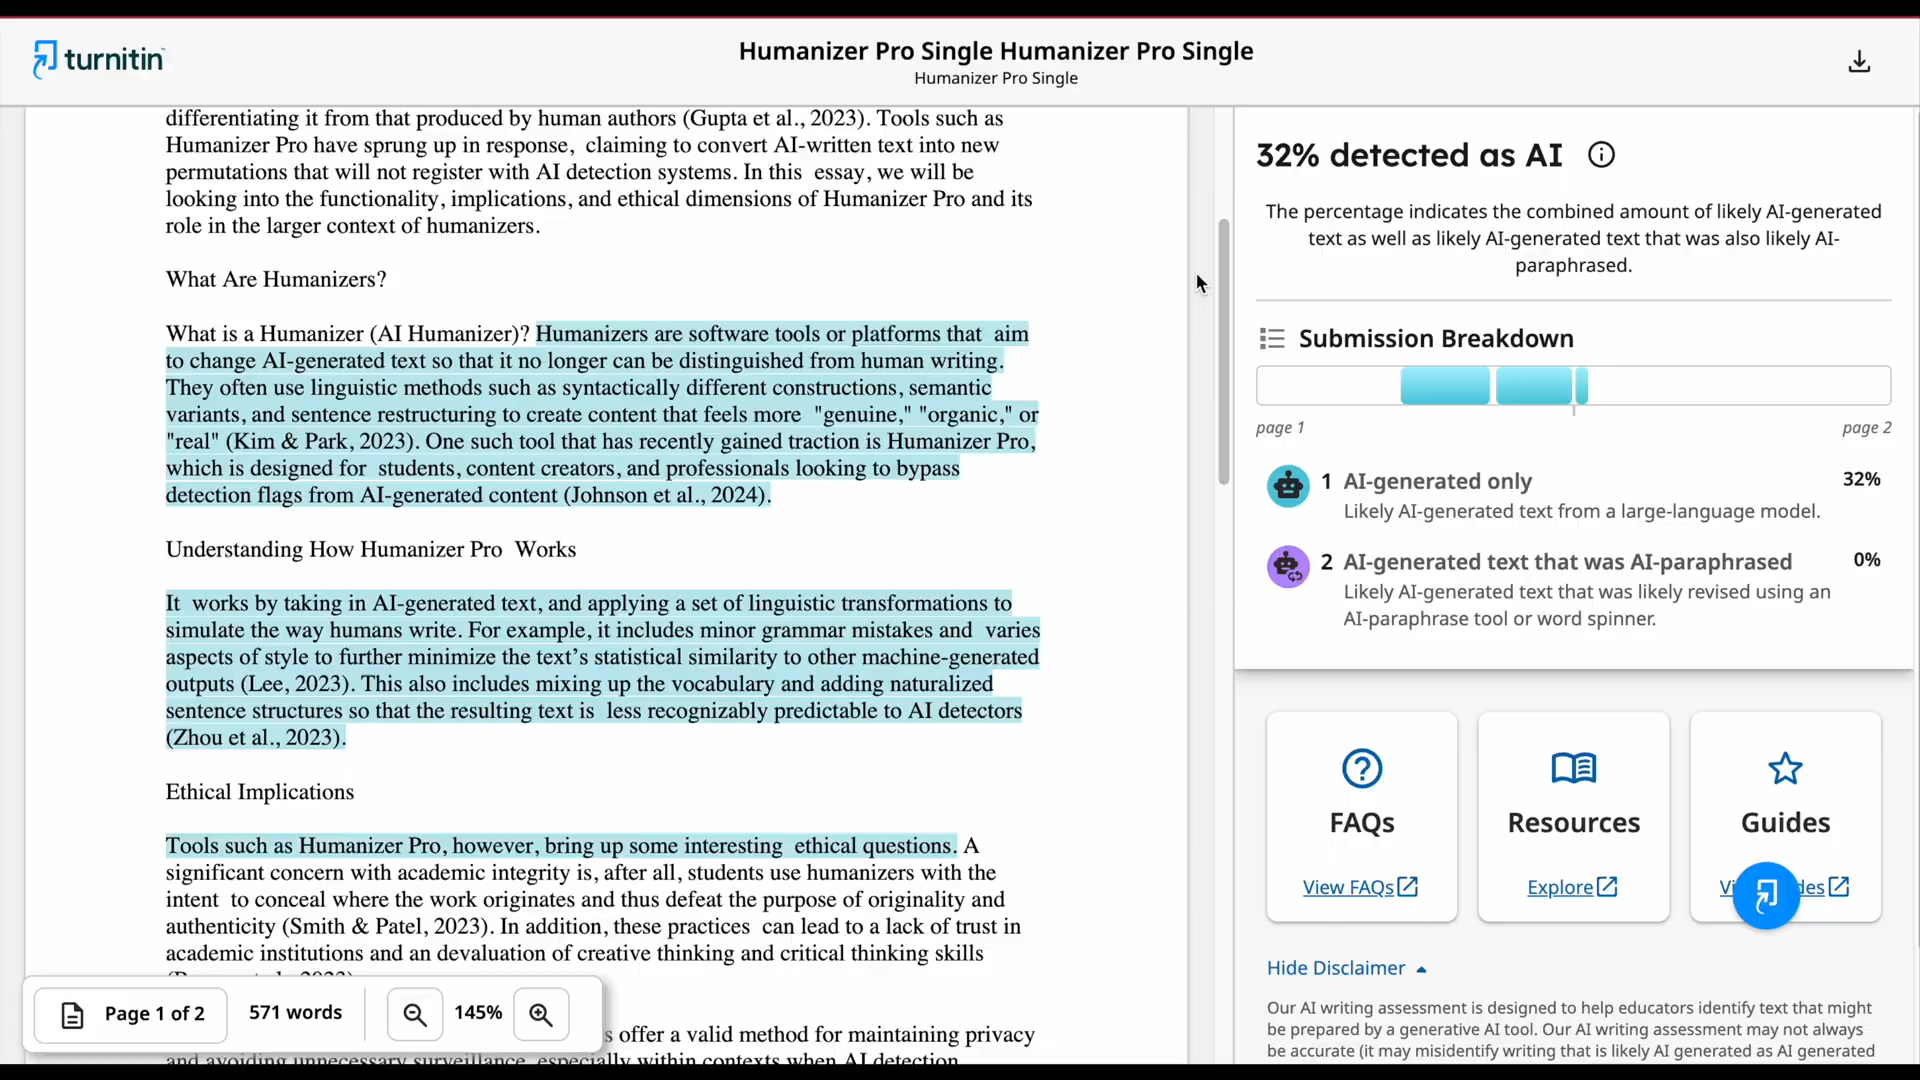 turnitin
Humanizer Pro Single Humanizer Pro Single
Humanizer Pro Single
differentiating it from that produced by human authors (Gupta et al., 2023). Tools such as
Humanizer Pro have sprung up in response, claiming to convert AI-written text into new
permutations that will not register with AI detection systems. In this essay, we will be
looking into the functionality, implications, and ethical dimensions of Humanizer Pro and its
role in the larger context of humanizers.
What Are Humanizers?
What is a Humanizer (AI Humanizer)? Humanizers are software tools or platforms that aim
to change AI-generated text so that it no longer can be distinguished from human writing.
They often use linguistic methods such as syntactically different constructions, semantic
variants, and sentence restructuring to create content that feels more "genuine," "organic," or
"real" (Kim & Park, 2023). One such tool that has recently gained traction is Humanizer Pro,
which is designed for students, content creators, and professionals looking to bypass
detection flags from AI-generated content (Johnson et al., 2024).
Understanding How Humanizer Pro Works
It works by taking in AI-generated text, and applying a set of linguistic transformations to
simulate the way humans write. For example, it includes minor grammar mistakes and varies
aspects of style to further minimize the text’s statistical similarity to other machine-generated
outputs (Lee, 2023). This also includes mixing up the vocabulary and adding naturalized
sentence structures so that the resulting text is less recognizably predictable to AI detectors
(Zhou et al., 2023).
Ethical Implications
Tools such as Humanizer Pro, however, bring up some interesting ethical questions. A
significant concern with academic integrity is, after all, students use humanizers with the
intent to conceal where the work originates and thus defeat the purpose of originality and
authenticity (Smith & Patel, 2023). In addition, these practices can lead to a lack of trust in
academic institutions and an devaluation of creative thinking and critical thinking skills
s offer a valid method for maintaining privacy
and avoiding unnecessary surveillance, especially within contexts when AI detection
Page 1 of 2
571 words
145%
32% detected as AI
The percentage indicates the combined amount of likely AI-generated
text as well as likely AI-generated text that was also likely AI-
paraphrased.
Submission Breakdown
page 1
page 2
1 AI-generated only 32%
Likely AI-generated text from a large-language model.
2 AI-generated text that was AI-paraphrased 0%
Likely AI-generated text that was likely revised using an
AI-paraphrase tool or word spinner.
FAQs
View FAQs
Resources
Explore
Guides
Hide Disclaimer
Our AI writing assessment is designed to help educators identify text that might
be prepared by a generative AI tool. Our AI writing assessment may not always
be accurate (it may misidentify writing that is likely AI generated as AI generated